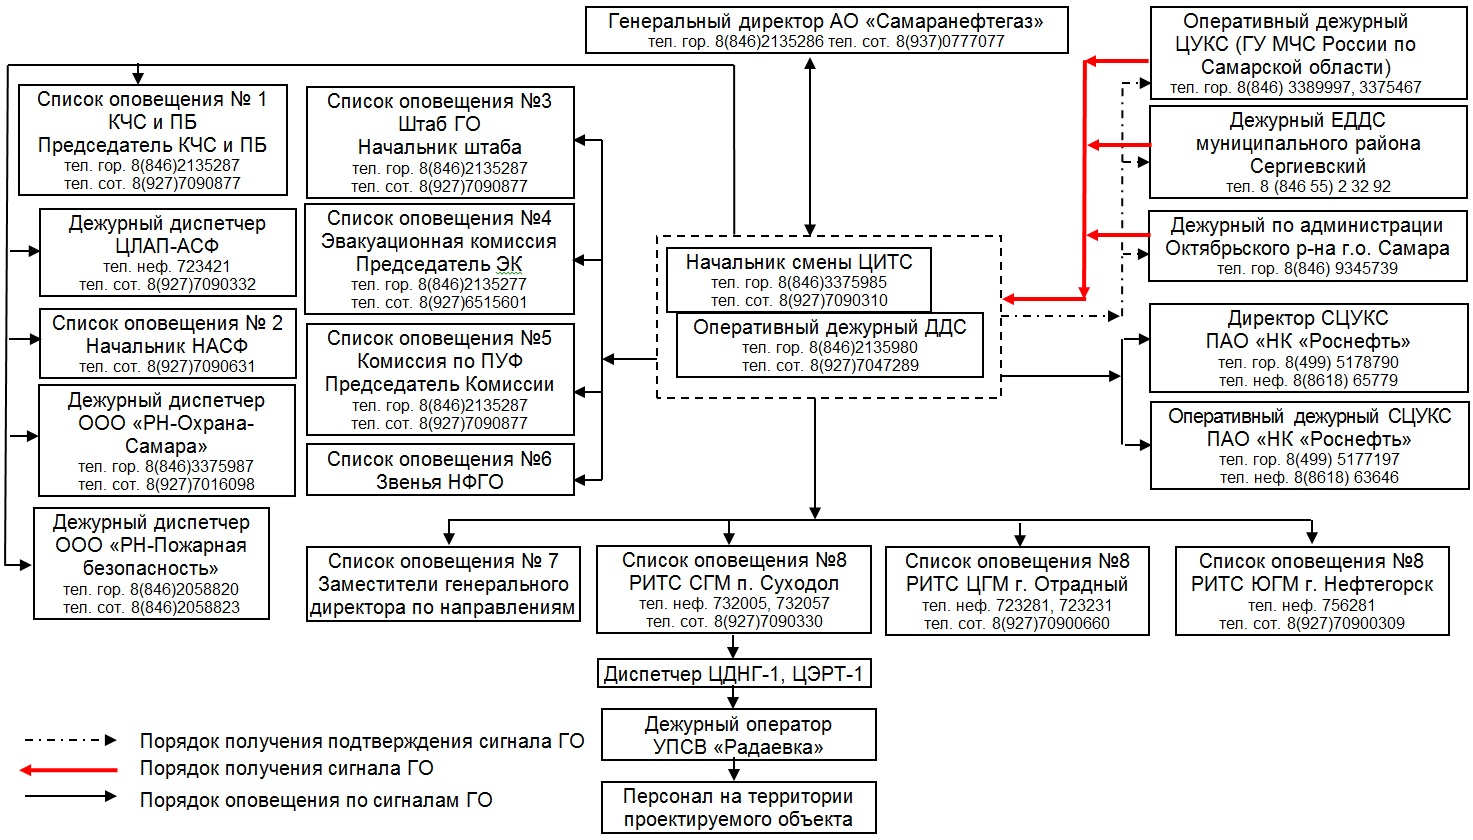 Генеральный директор АО «Самаранефтегаз»
тел. гор. 8(846)2135286 тел. сот. 8(937)0777077
Оперативный дежурный
ЦУКС (ГУ МЧС России по
Самарской области)
тел. гор. 8(846) 3389997, 3375467
Список оповещения № 1
КЧС и ПБ
Председатель КЧС и ПБ
тел. гор. 8(846)2135287
тел. сот. 8(927)7090877
Список оповещения №3
Штаб ГО
Начальник штаба
тел. гор. 8(846)2135287
тел. сот. 8(927)7090877
Дежурный ЕДДС
муниципального района
Сергиевский
тел. 8 (846 55) 2 32 92
Дежурный диспетчер
ЦЛАП-АСФ
тел. неф. 723421
тел. сот. 8(927)7090332
Список оповещения №4
Эвакуационная комиссия
Председатель ЭК
тел. гор. 8(846)2135277
тел. сот. 8(927)6515601
Начальник смены ЦИТС
тел. гор. 8(846)3375985
тел. сот. 8(927)7090310
Оперативный дежурный ДДС
тел. гор. 8(846)2135980
тел. сот. 8(927)7047289
Дежурный по администрации
Октябрьского р-на г.о. Самара
тел. гор. 8(846) 9345739
Список оповещения № 2
Начальник НАСФ
тел. сот. 8(927)7090631
Список оповещения №5
Комиссия по ПУФ
Председатель Комиссии
тел. гор. 8(846)2135287
тел. сот. 8(927)7090877
Директор СЦУКС
ПАО «НК «Роснефть»
тел. гор. 8(499) 5178790
тел. неф. 8(8618) 65779
Дежурный диспетчер
ООО «РН-Охрана-
Самара»
тел. гор. 8(846)3375987
тел. сот. 8(927)7016098
Список оповещения №6
Звенья НФГО
Оперативный дежурный СЦУКС
ПАО «НК «Роснефть»
тел. гор. 8(499) 5177197
тел. неф. 8(8618) 63646
Дежурный диспетчер
ООО «РН-Пожарная
безопасность»
тел. гор. 8(846)2058820
тел. сот. 8(846)2058823
Список оповещения № 7
Заместители генерального
директора по направлениям
Список оповещения №8
РИТС СГМ п. Суходол
тел. неф. 732005, 732057
тел. сот. 8(927)7090330
Список оповещения №8
РИТС ЦГМ г. Отрадный
тел. неф. 723281, 723231
тел. сот. 8(927)70900660
Список оповещения №8
РИТС ЮГМ г. Нефтегорск
тел. неф. 756281
тел. сот. 8(927)70900309
Диспетчер ЦДНГ-1, ЦЭРТ-1
Дежурный оператор
УПСВ «Радаевка»
Персонал на территории
проектируемого объекта
Порядок получения подтверждения сигнала ГО
Порядок получения сигнала ГО
Порядок оповещения по сигналам ГО